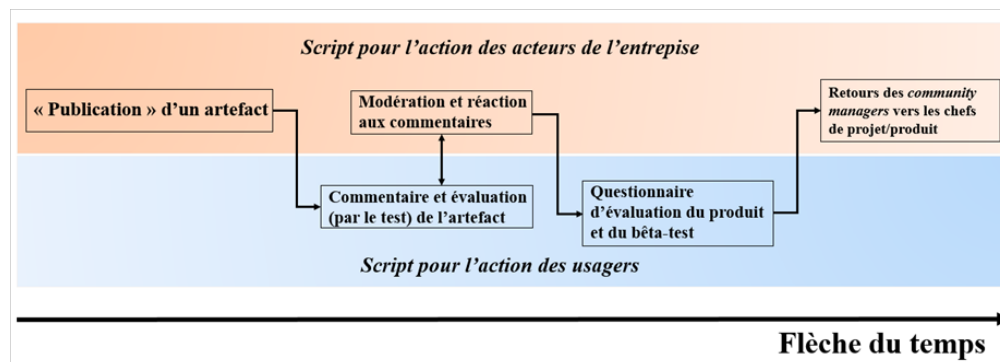 Script pour l’action des acteurs de l’entrepise
« Publication » d’un artefact
Modération et réaction
aux commentaires
Retours des community
managers vers les chefs
de projet/produit
Commentaire et évaluation
(par le test) de l’artefact
Questionnaire
d’évaluation du produit
et du bêta-test
Script pour l’action des usagers
Flèche du temps